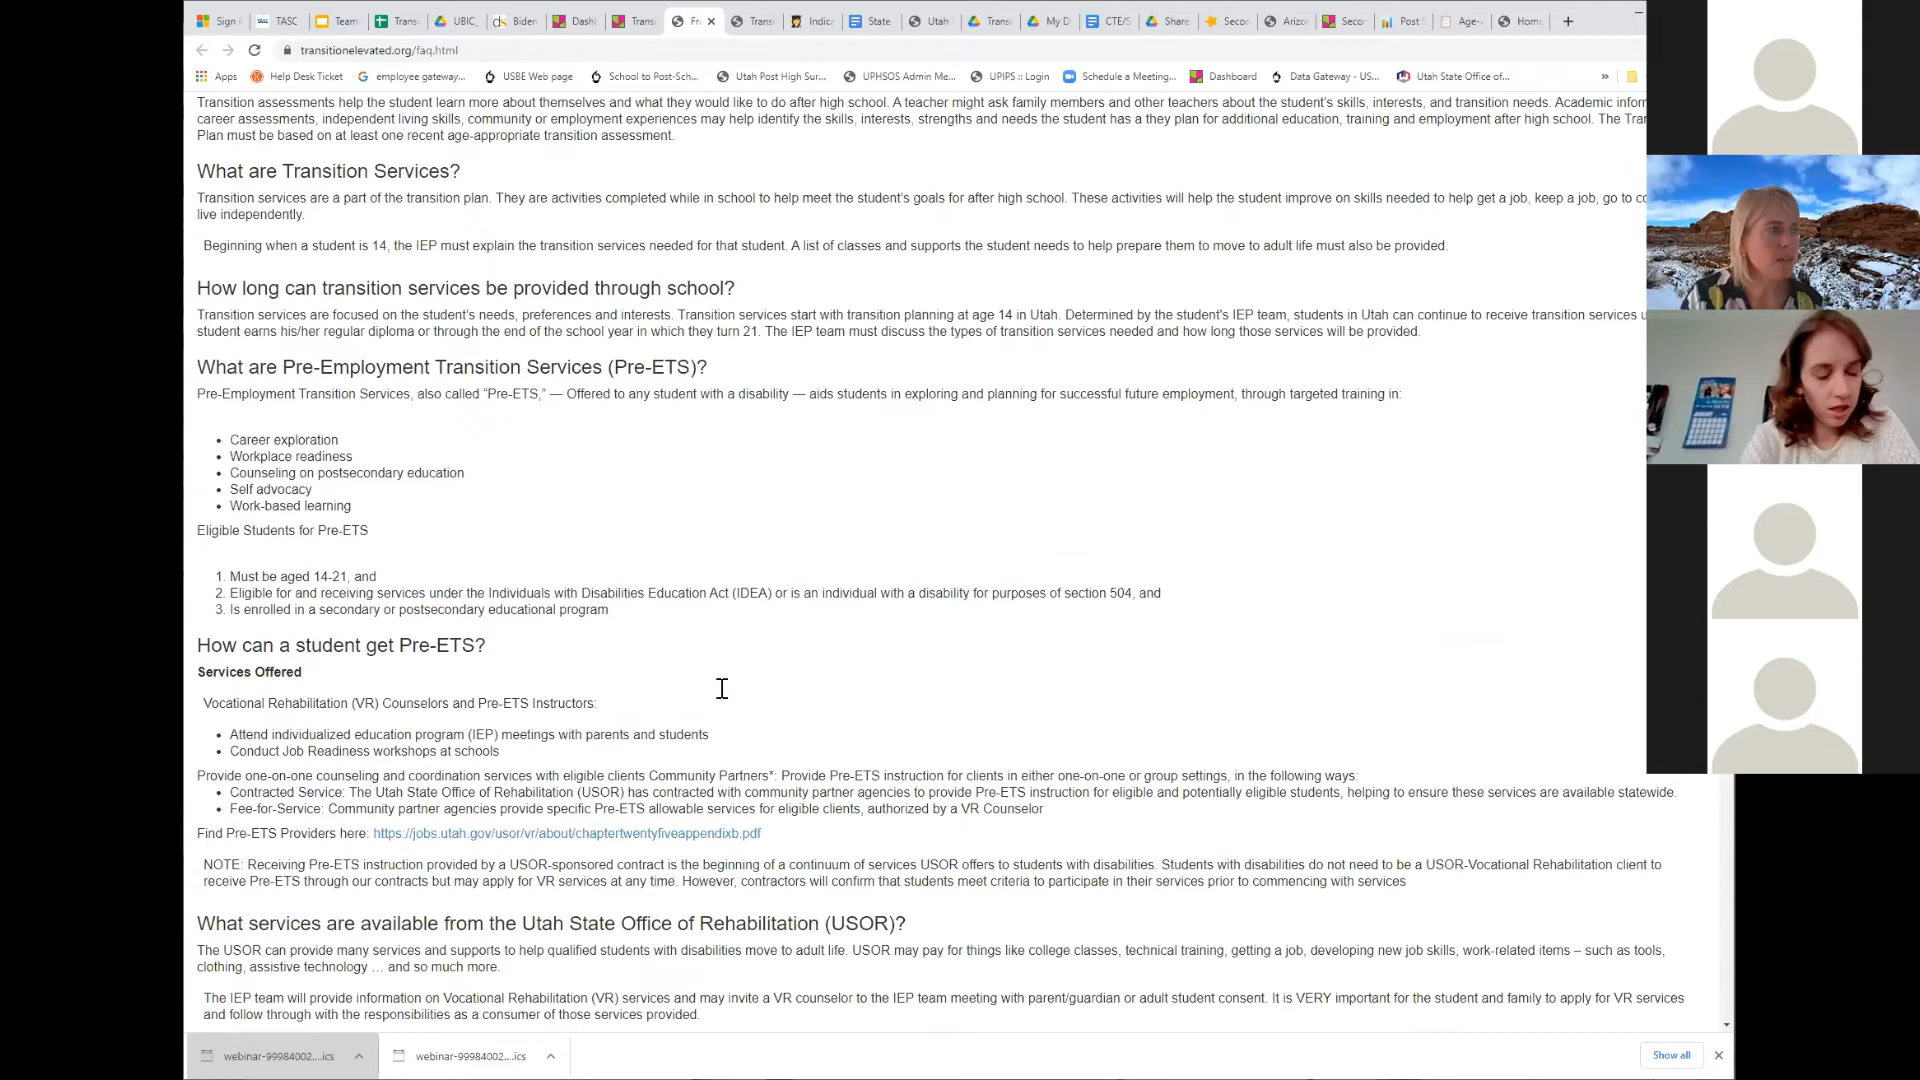 Sign i
TASC
Team
Trans
UBIC_
Biden
Dash
Transi
Fr
Transi
Indica
State
Utah
Trans
My D
CTE/S
Share
Secor
Arizo
Secor
Post S
Age-
Home
transitionelevated.org/faq.html
Apps
Help Desk Ticket
employee gateway...
USBE Web page
School to Post-Sch...
Utah Post High Sur...
UPHSOS Admin Me...
UPIPS :: Login
Schedule a Meeting...
Dashboard
Data Gateway - US...
Utah State Office of...
»
Transition assessments help the student learn more about themselves and what they would like to do after high school. A teacher might ask family members and other teachers about the student's skills, interests, and transition needs. Academic inforr
career assessments, independent living skills, community or employment experiences may help identify the skills, interests, strengths and needs the student has a they plan for additional education, training and employment after high school. The Tran
Plan must be based on at least one recent age-appropriate transition assessment.
What are Transition Services?
Transition services are a part of the transition plan. They are activities completed while in school to help meet the student's goals for after high school. These activities will help the student improve on skills needed to help get a job, keep a job, go to co
live independently.
Beginning when a student is 14, the IEP must explain the transition services needed for that student. A list of classes and supports the student needs to help prepare them to move to adult life must also be provided.
How long can transition services be provided through school?
Transition services are focused on the student's needs, preferences and interests. Transition services start with transition planning at age 14 in Utah. Determined by the student's IEP team, students in Utah can continue to receive transition services u
student earns his/her regular diploma or through the end of the school year in which they turn 21. The IEP team must discuss the types of transition services needed and how long those services will be provided.
What are Pre-Employment Transition Services (Pre-ETS)?
Pre-Employment Transition Services, also called “Pre-ETS,” — Offered to any student with a disability — aids students in exploring and planning for successful future employment, through targeted training in:
• Career exploration
• Workplace readiness
• Counseling on postsecondary education
• Self advocacy
• Work-based learning
Eligible Students for Pre-ETS
1. Must be aged 14-21, and
2. Eligible for and receiving services under the Individuals with Disabilities Education Act (IDEA) or is an individual with a disability for purposes of section 504, and
3. Is enrolled in a secondary or postsecondary educational program
How can a student get Pre-ETS?
Services Offered
Vocational Rehabilitation (VR) Counselors and Pre-ETS Instructors:
• Attend individualized education program (IEP) meetings with parents and students
• Conduct Job Readiness workshops at schools
Provide one-on-one counseling and coordination services with eligible clients Community Partners*: Provide Pre-ETS instruction for clients in either one-on-one or group settings, in the following ways:
• Contracted Service: The Utah State Office of Rehabilitation (USOR) has contracted with community partner agencies to provide Pre-ETS instruction for eligible and potentially eligible students, helping to ensure these services are available statewide.
• Fee-for-Service: Community partner agencies provide specific Pre-ETS allowable services for eligible clients, authorized by a VR Counselor
Find Pre-ETS Providers here: https://jobs.utah.gov/usor/vr/about/chaptertwentyfiveappendixb.pdf
NOTE: Receiving Pre-ETS instruction provided by a USOR-sponsored contract is the beginning of a continuum of services USOR offers to students with disabilities. Students with disabilities do not need to be a USOR-Vocational Rehabilitation client to
receive Pre-ETS through our contracts but may apply for VR services at any time. However, contractors will confirm that students meet criteria to participate in their services prior to commencing with services
What services are available from the Utah State Office of Rehabilitation (USOR)?
The USOR can provide many services and supports to help qualified students with disabilities move to adult life. USOR may pay for things like college classes, technical training, getting a job, developing new job skills, work-related items – such as tools,
clothing, assistive technology … and so much more.
The IEP team will provide information on Vocational Rehabilitation (VR) services and may invite a VR counselor to the IEP team meeting with parent/guardian or adult student consent. It is VERY important for the student and family to apply for VR services
and follow through with the responsibilities as a consumer of those services provided.
webinar-99984002....ics
webinar-99984002....ics
Show all
JANUARY